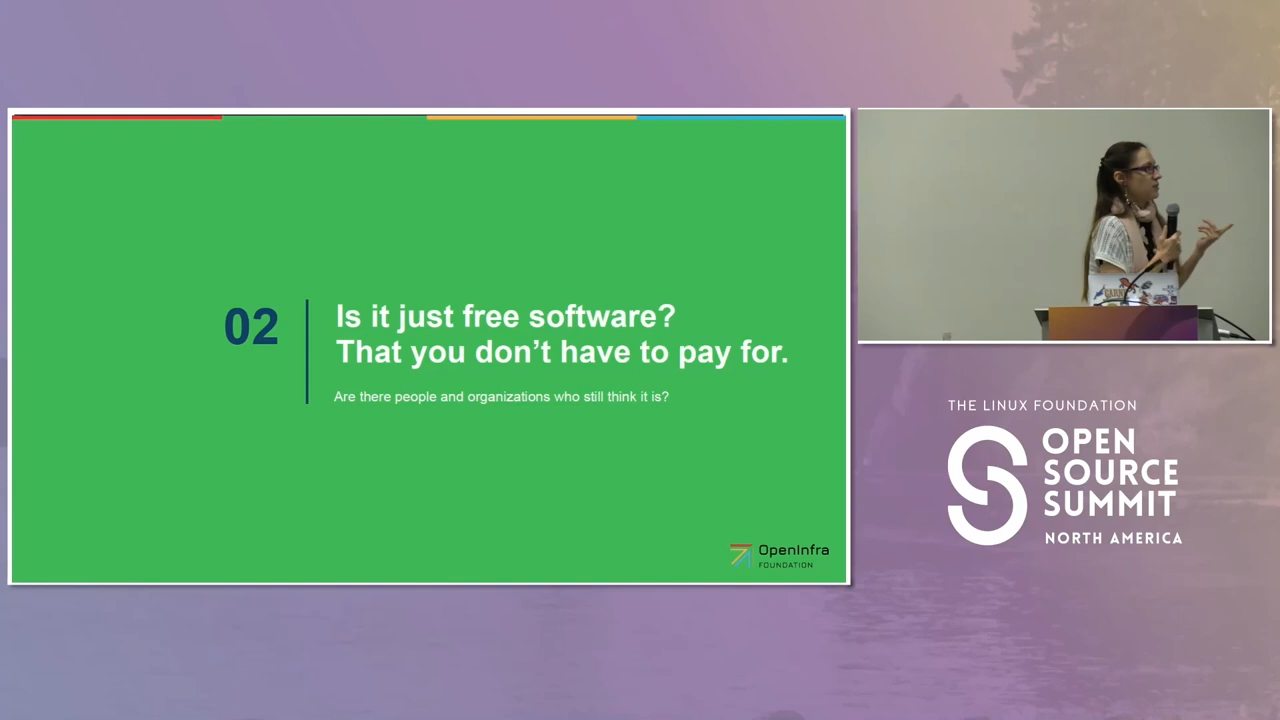 02
Is it just free software?
That you don’t have to pay for.
Are there people and organizations who still think it is?
OpenInfra
FOUNDATION
THE LINUX FOUNDATION
OPEN
SOURCE
SUMMIT
NORTH AMERICA